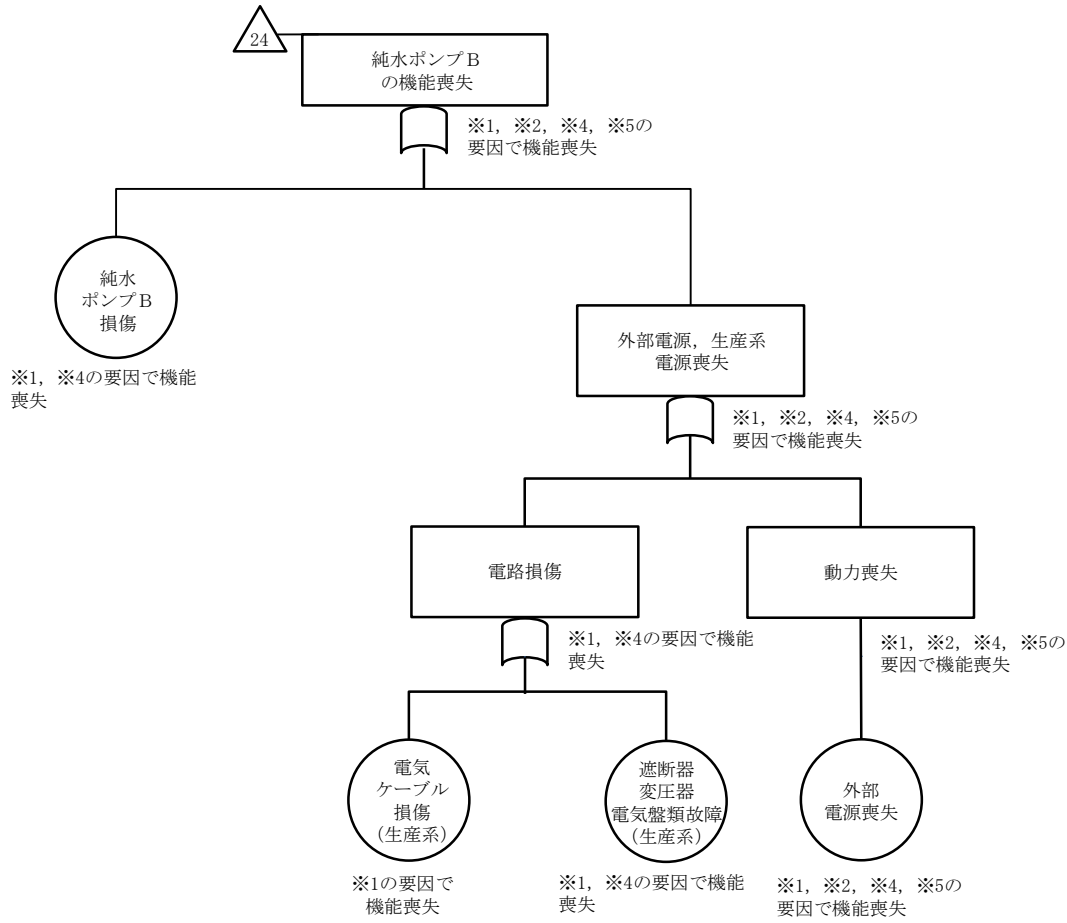 24
純水ポンプB
の機能喪失
※1, ※2, ※4, ※5の
要因で機能喪失
純水
ポンプB
損傷
※1, ※4の要因で機能
喪失
外部電源, 生産系
電源喪失
※1, ※2, ※4, ※5の
要因で機能喪失
電路損傷
※1, ※4の要因で機能
喪失
動力喪失
※1, ※2, ※4, ※5の
要因で機能喪失
電気
ケーブル
損傷
(生産系)
※1の要因で
機能喪失
遮断器
変圧器
電気盤類故障
(生産系)
※1, ※4の要因で機能
喪失
外部
電源喪失
※1, ※2, ※4, ※5の
要因で機能喪失